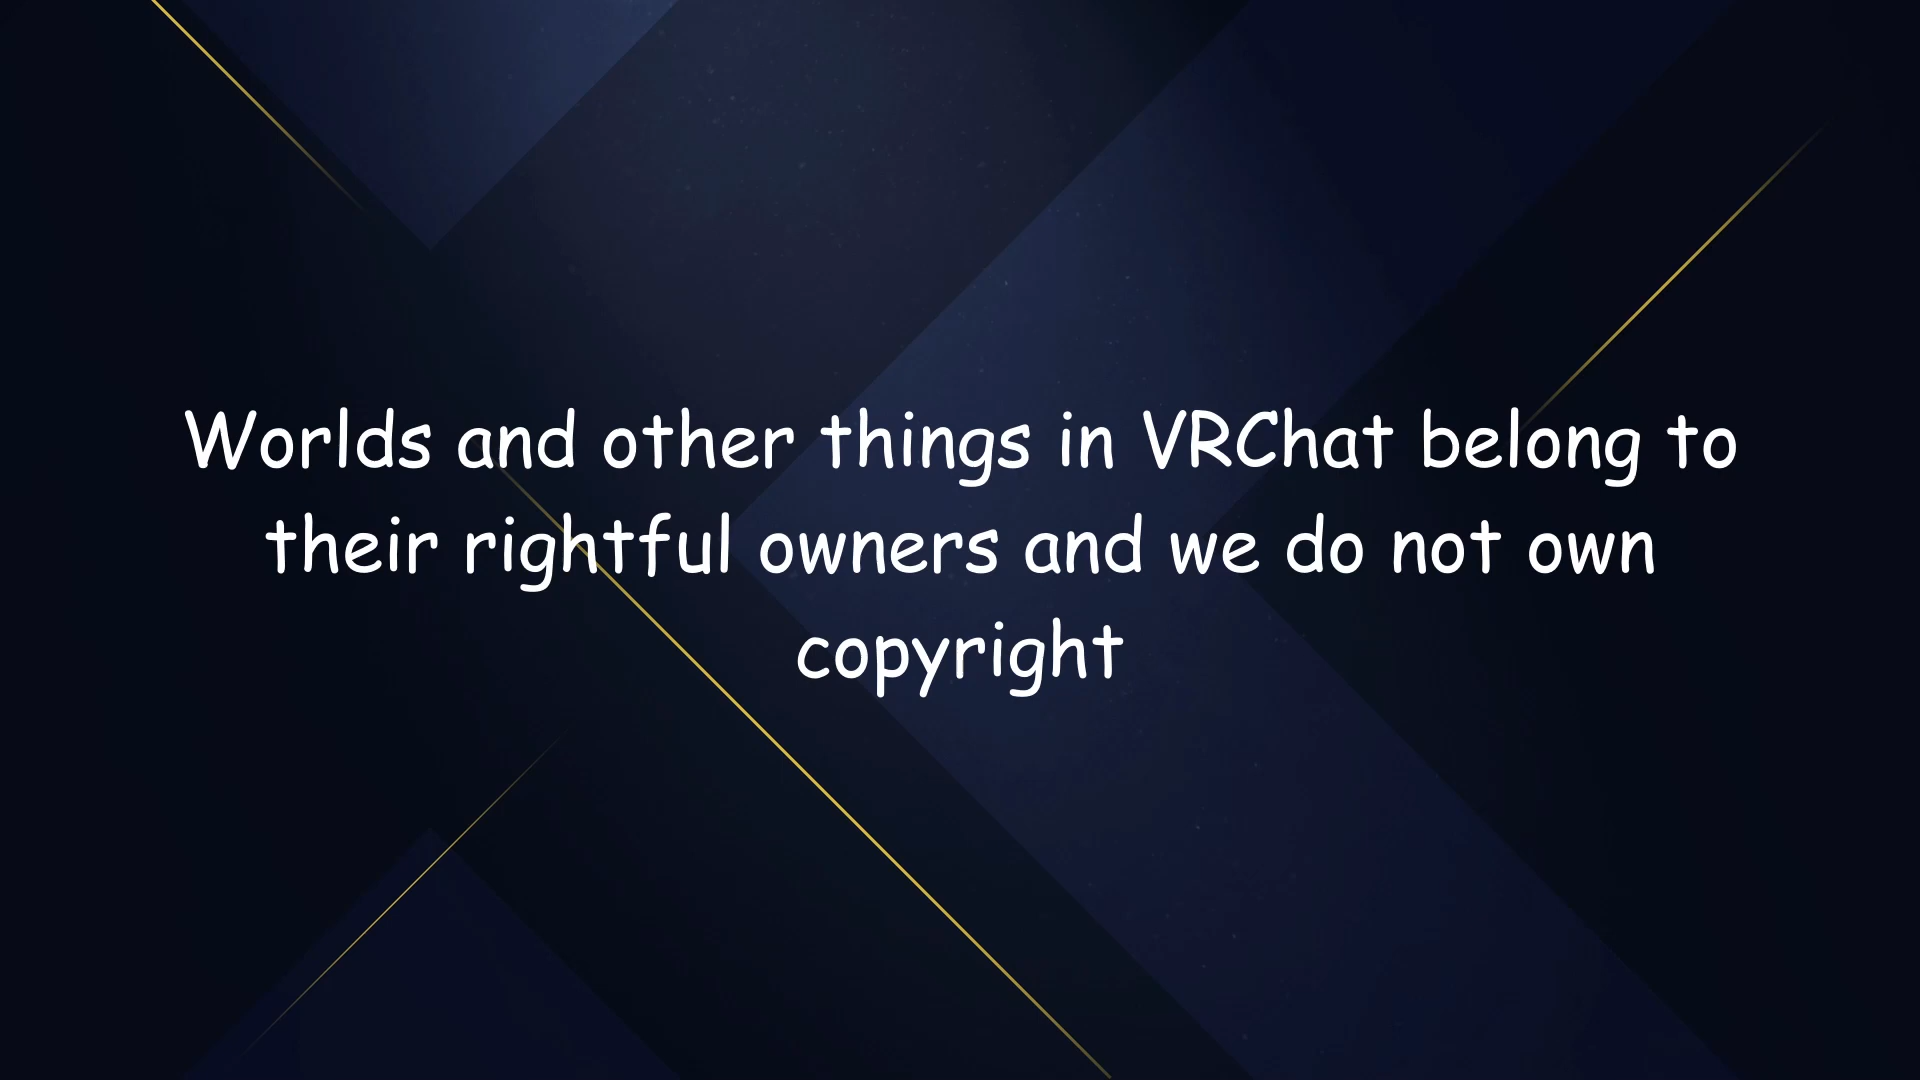 Worlds and other things in VRChat belong to
their rightful owners and we do not own
copyright